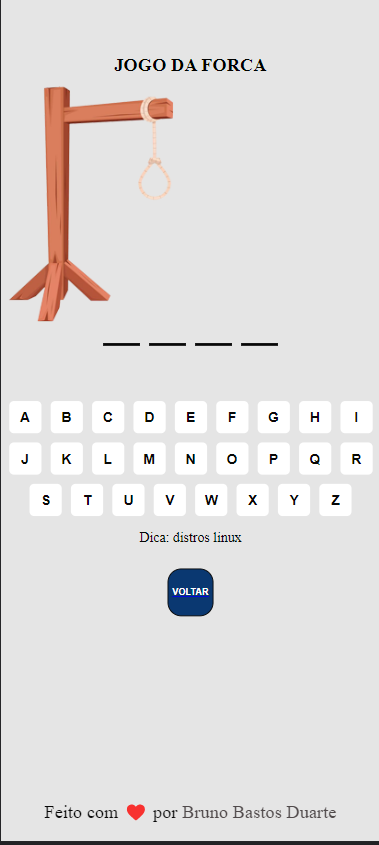 JOGO DA FORCA
A B C D E F G H I
J K L M N O P Q R
S T U V W X Y Z
Dica: distros linux
VOLTAR
Feito com ❤️ por Bruno Bastos Duarte